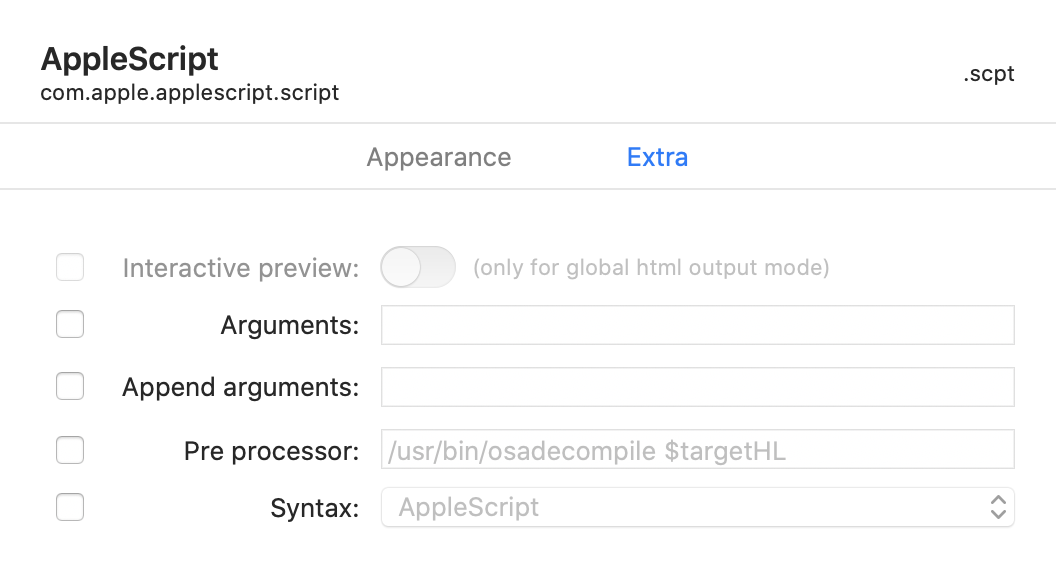 AppleScript
com.apple.applescript.script
.scpt
Appearance Extra
Interactive preview: (only for global html output mode)
Arguments:
Append arguments:
Pre processor: /usr/bin/osadecompile $targetHL
Syntax: AppleScript